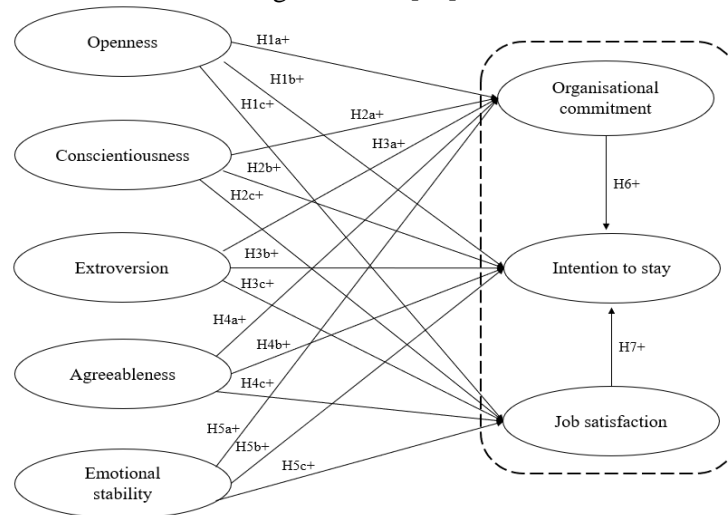 Openness
H1a+
H1b+
H1c+
Organisational
commitment
Conscientiousness
H2a+
H3a+
H2b+
H2c+
H6+
Extroversion
H3b+
H3c+
Intention to stay
H4a+
H4b+
H7+
Agreeableness
H4c+
H5a+
H5b+
Job satisfaction
Emotional
stability
H5c+